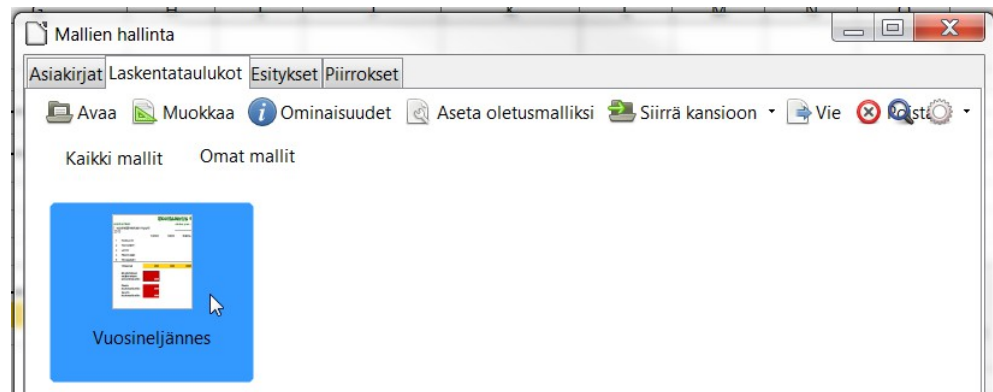 Mallien hallinta
Asiakirjat Laskentataulukot Esitykset Piirrokset
Avaa Muokkaa Ominaisuudet Aseta oletusmalliksi Siirrä kansioon Vie
Kaikki mallit Omat mallit
Vuosineljännes